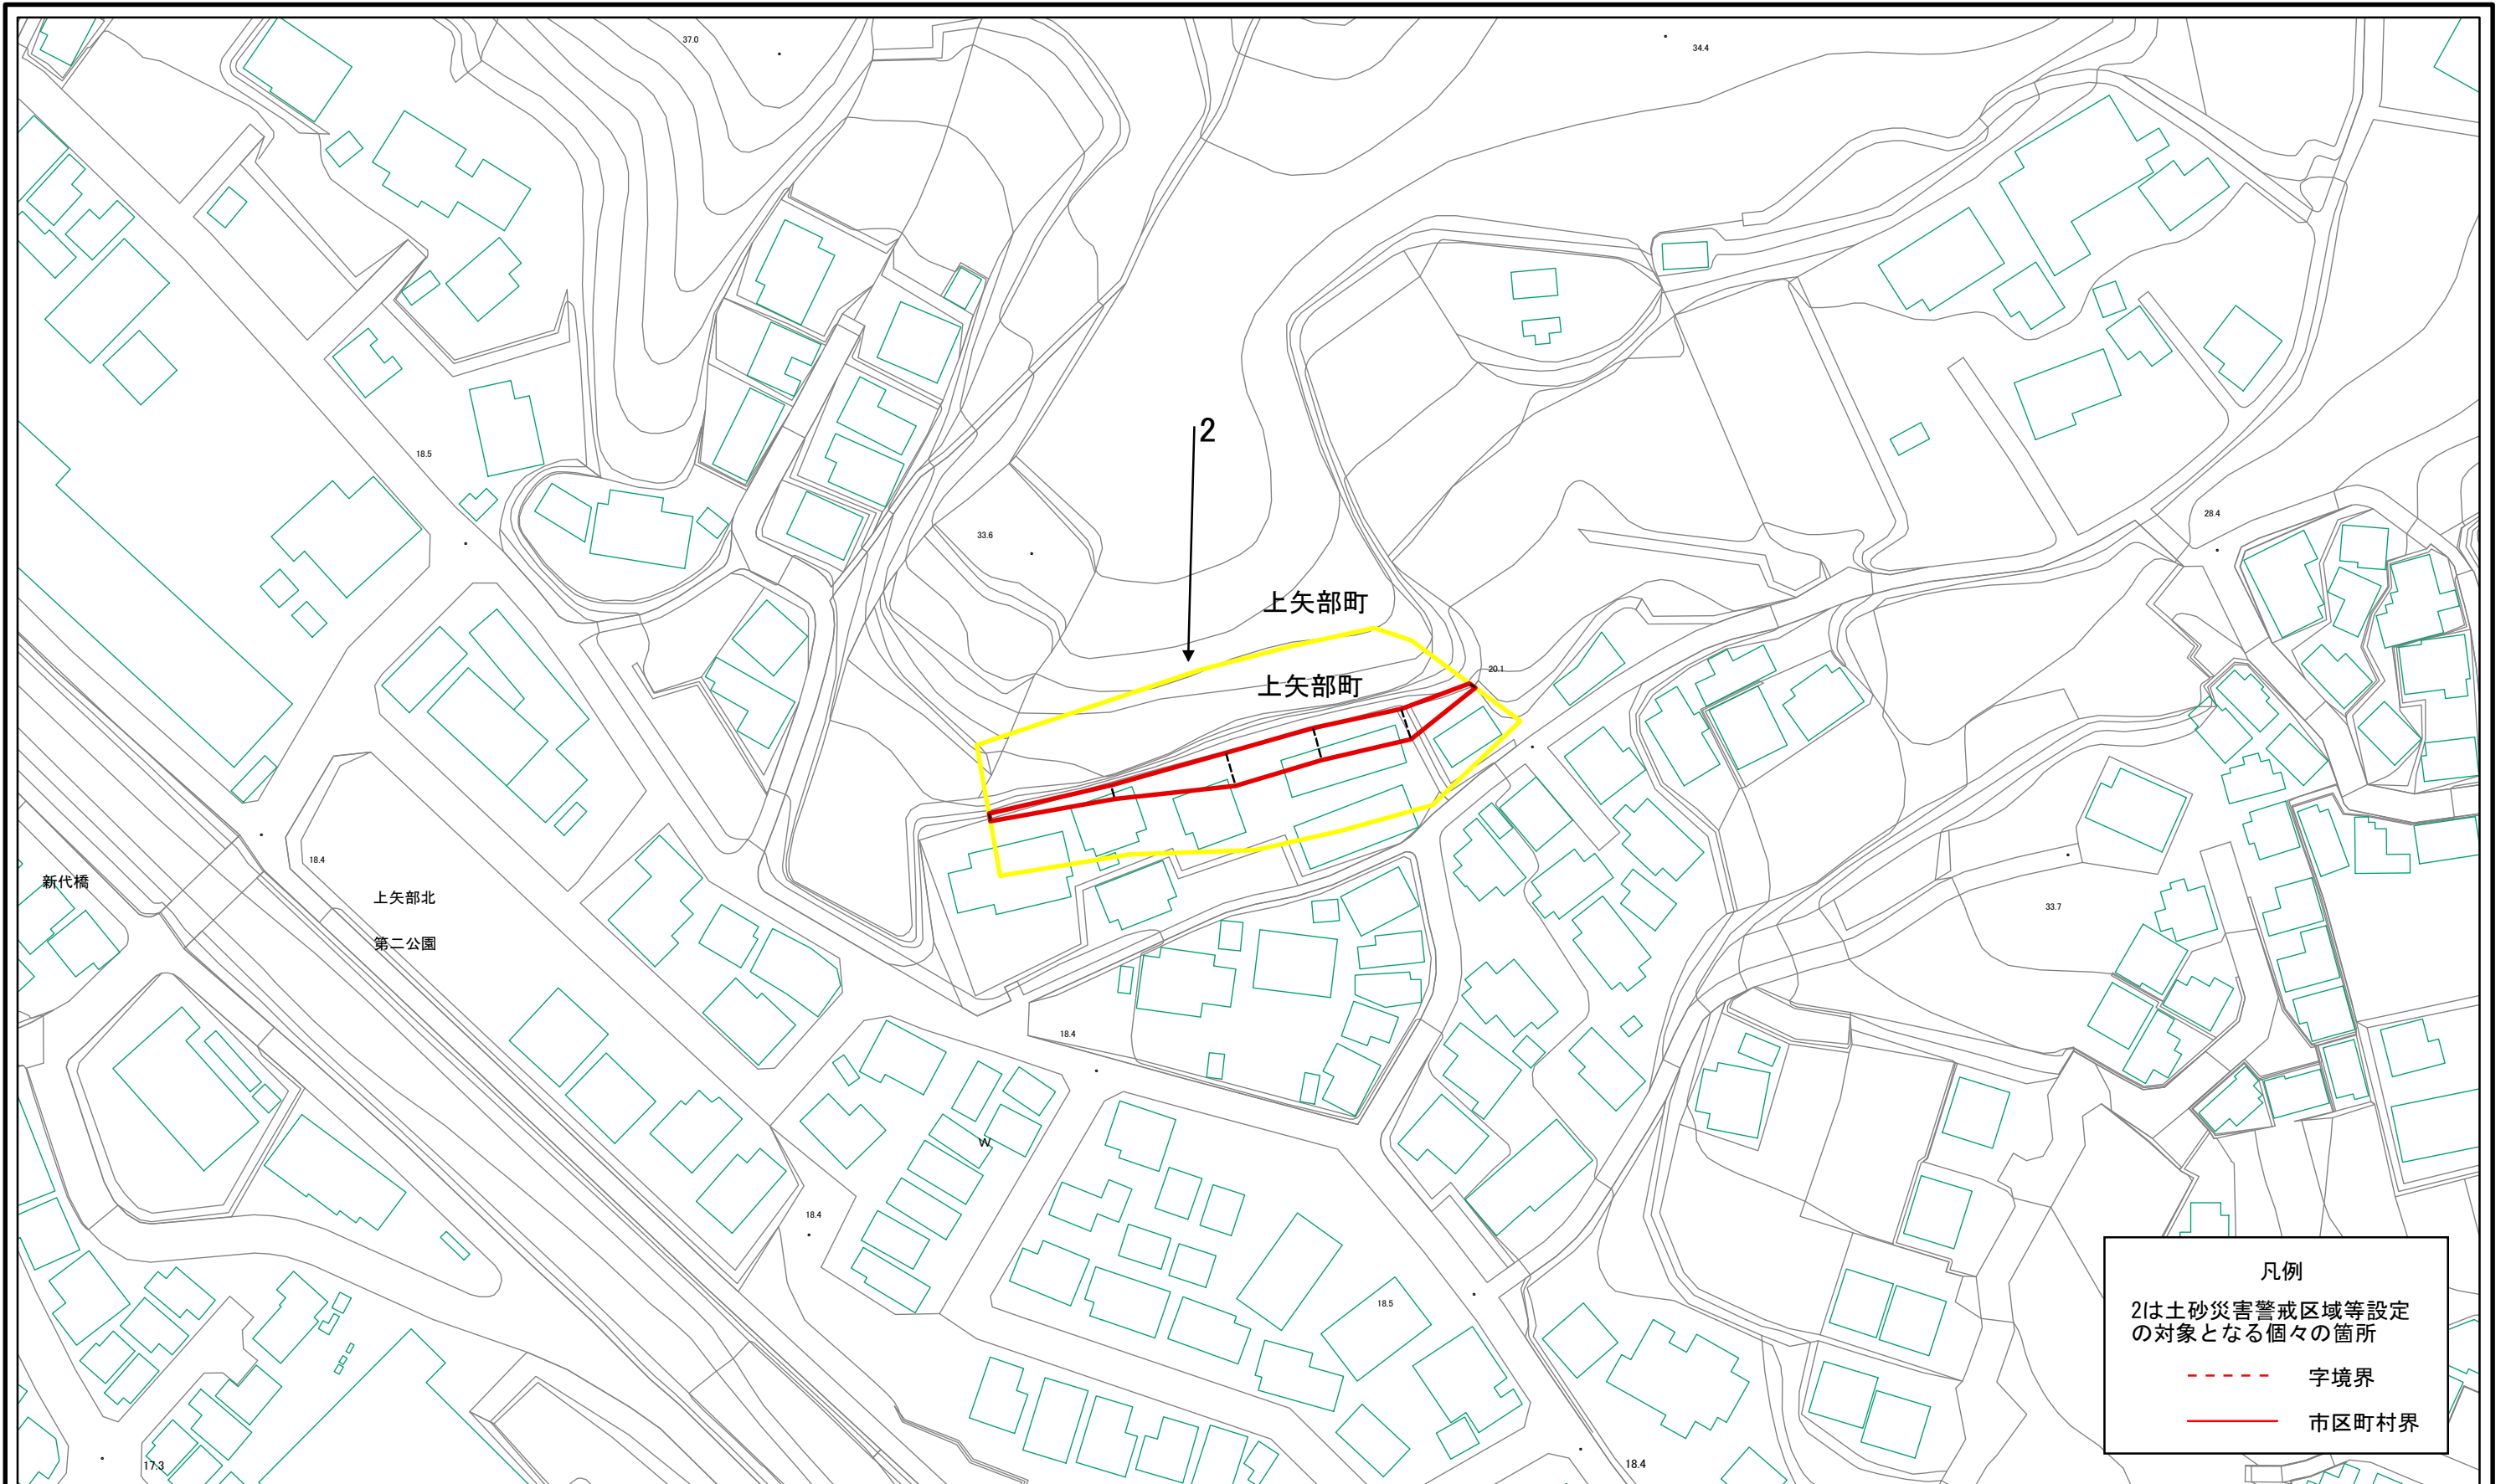 37.0
34.4
18.5
2
28.4
33.6
上矢部町
20.1
上矢部町
18.4
新代橋
上矢部北
第二公園
33.7
18.4
W
18.4
18.5
凡例
2は土砂災害警戒区域等設定
の対象となる個々の箇所
字境界
市区町村界
17.3
18.4